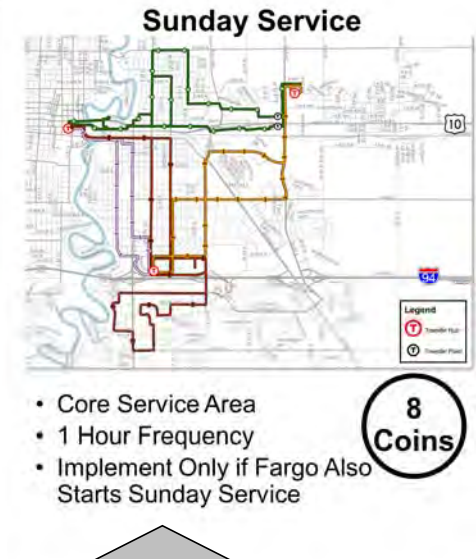 Sunday Service
10
94
Legend
T Transfer Hub
T Transfer Point
• Core Service Area
• 1 Hour Frequency
• Implement Only if Fargo Also
Starts Sunday Service
8
Coins